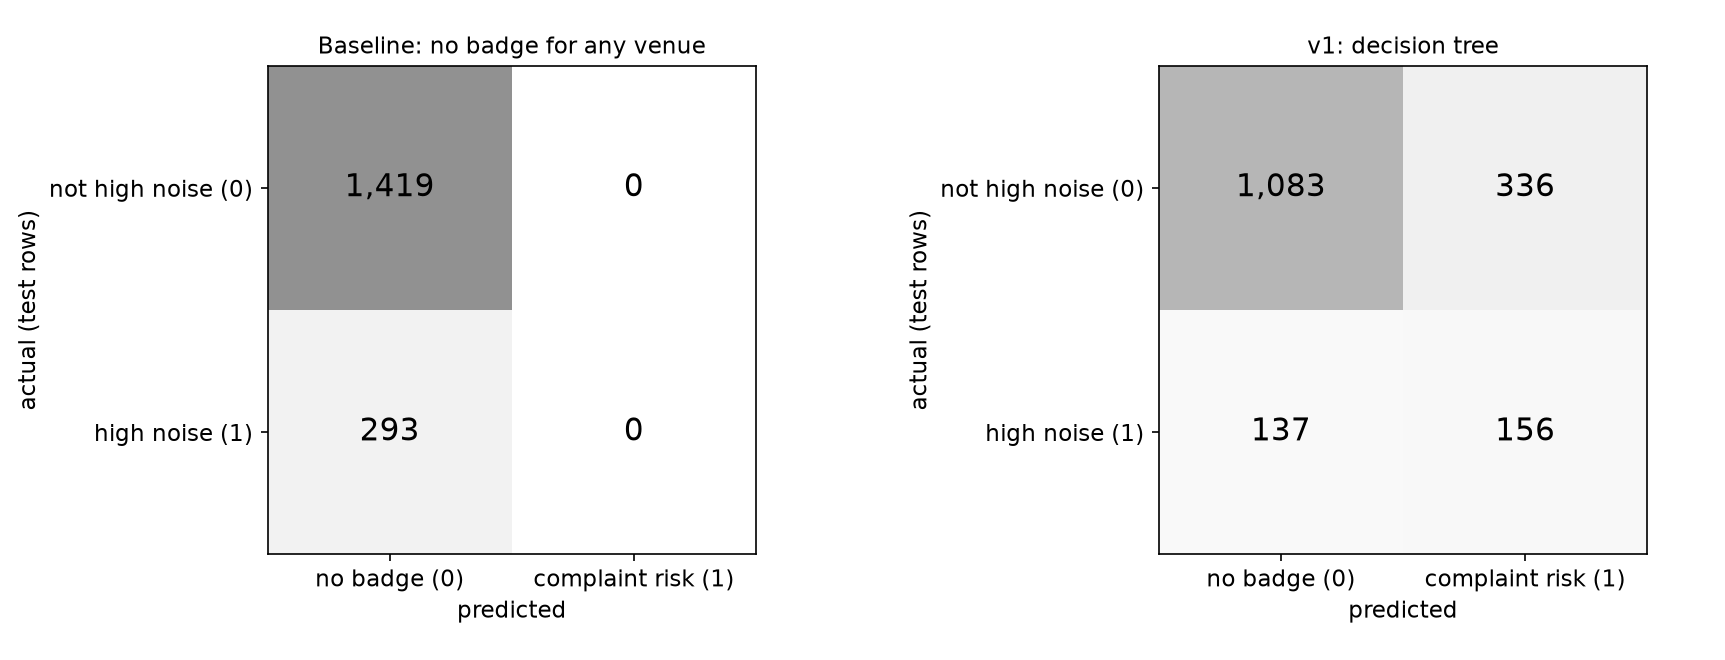 Baseline: no badge for any venue
actual (test rows)
not high noise (0)
1,419
0
high noise (1)
293
0
no badge (0)
complaint risk (1)
predicted
v1: decision tree
actual (test rows)
not high noise (0)
1,083
336
high noise (1)
137
156
no badge (0)
complaint risk (1)
predicted